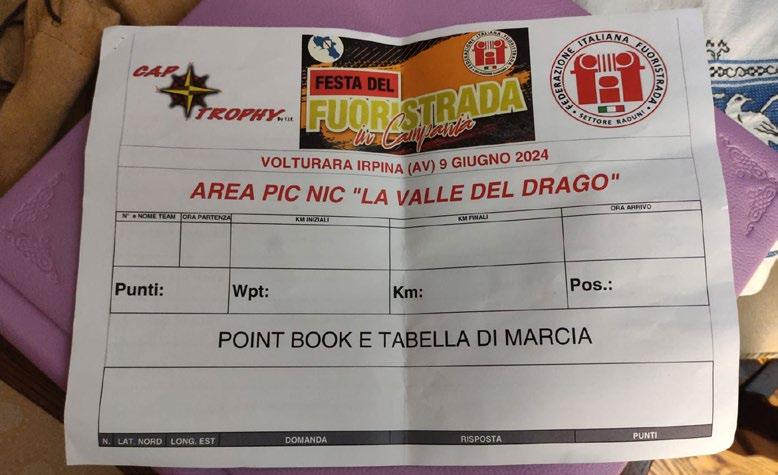 CAP TROPHY
FESTA DEL
FUORISTRADA
in Campania
FEDERAZIONE ITALIANA FUORISTRADA
SETTORE RADUNI
VOLTURARA IRPINA (AV) 9 GIUGNO 2024
AREA PIC NIC "LA VALLE DEL DRAGO"
N° e NOME TEAM ORA PARTENZA KM INIZIALI KM FINALI ORA ARRIVO
Punti: Wpt: Km: Pos.:
POINT BOOK E TABELLA DI MARCIA
N. LAT. NORD LONG. EST DOMANDA RISPOSTA PUNTI